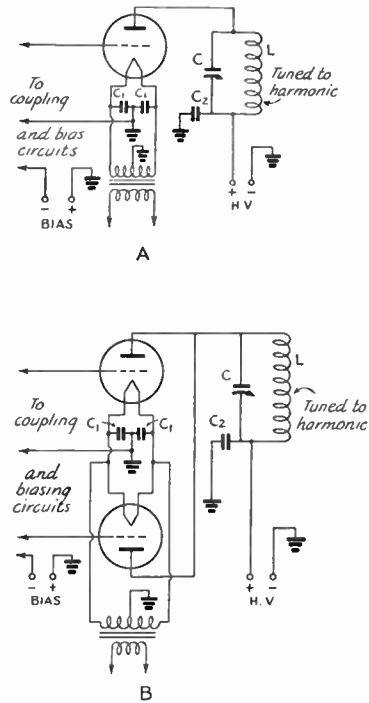 C
L
Tuned to
harmonic
C₁ C₁
C₂
To
coupling
and bias
circuits
- +
BIAS
+ -
H V
A
C
L
Tuned to
harmonic
To
coupling
C₁ C₁
C₂
and
biasing
circuits
- +
BIAS
+ -
H.V
B